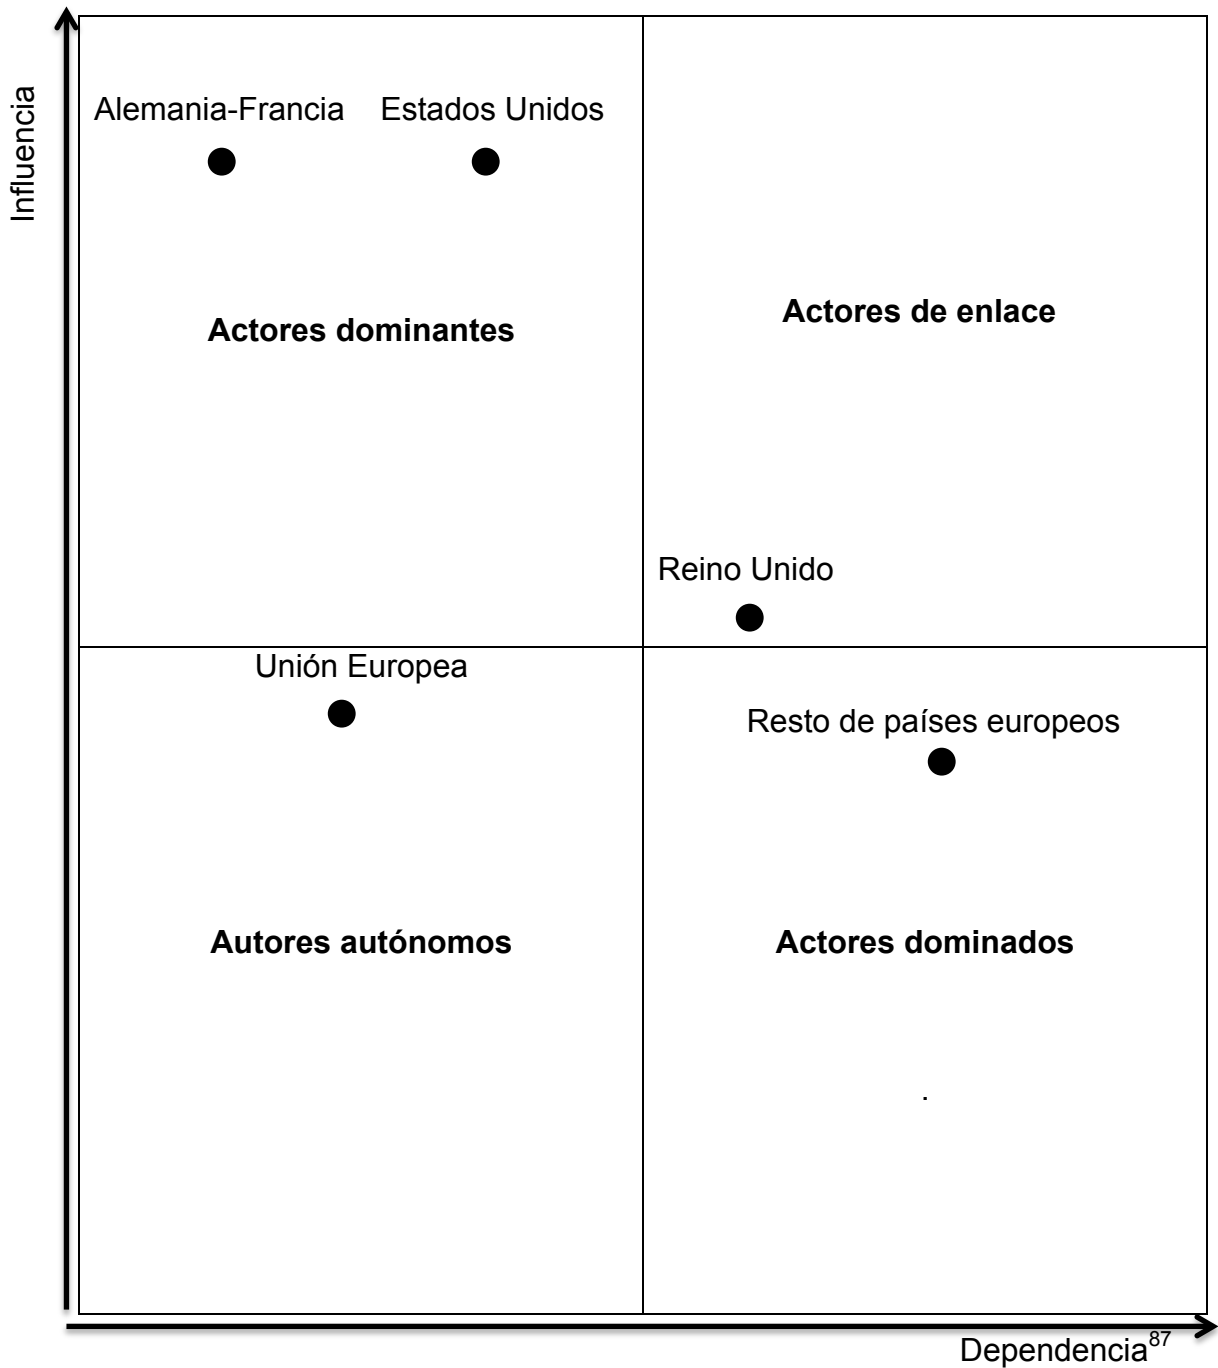 Influencia
Alemania-Francia
Estados Unidos
Actores dominantes
Actores de enlace
Reino Unido
Unión Europea
Resto de países europeos
Autores autónomos
Actores dominados
.
Dependencia87